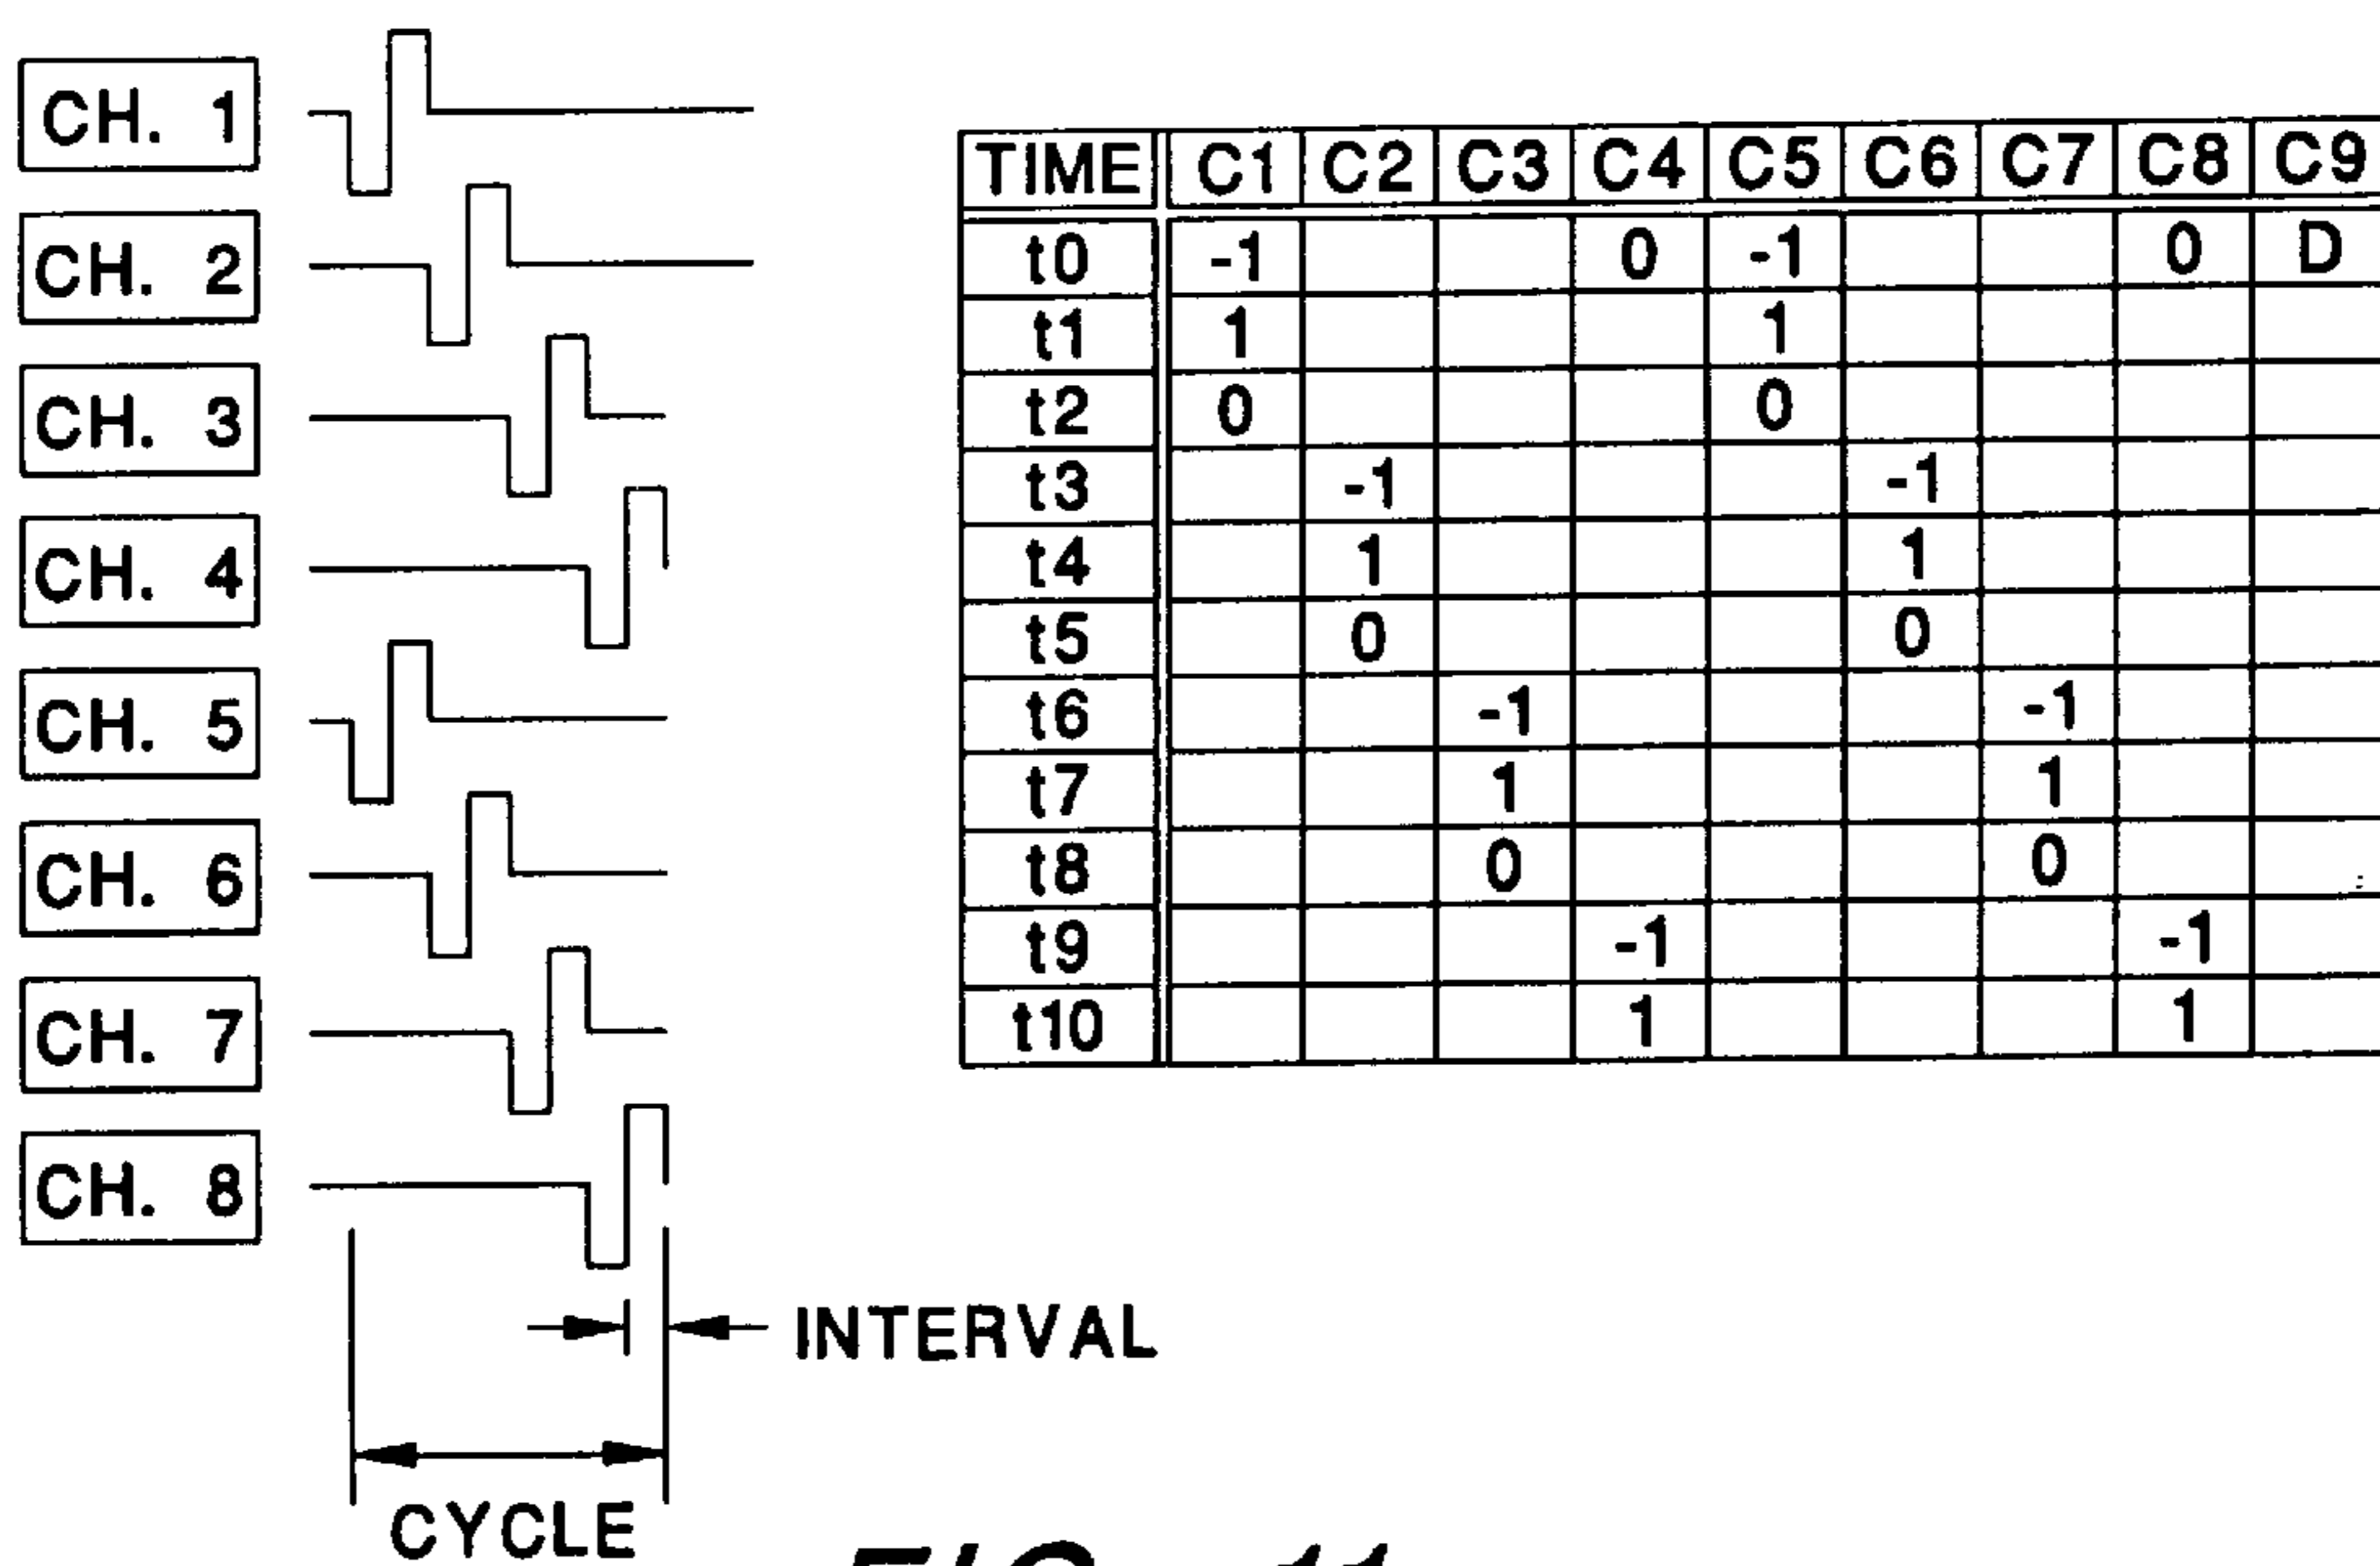 CH. 1
CH. 2
CH. 3
CH. 4
CH. 5
CH. 6
CH. 7
CH. 8
INTERVAL
CYCLE
TIME C1 C2 C3 C4 C5 C6 C7 C8 C9
t0 -1 0 -1 0 D
t1 1 1
t2 0 0
t3 -1 -1
t4 1 1
t5 0 0
t6 -1 -1
t7 1 1
t8 0 0
t9 -1 -1
t10 1 1